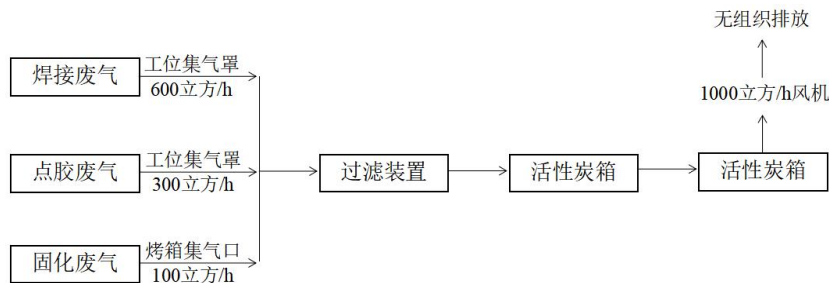 无组织排放
焊接废气
工位集气罩
600立方/h
1000立方/h风机
点胶废气
工位集气罩
300立方/h
过滤装置
活性炭箱
活性炭箱
固化废气
烤箱集气口
100立方/h